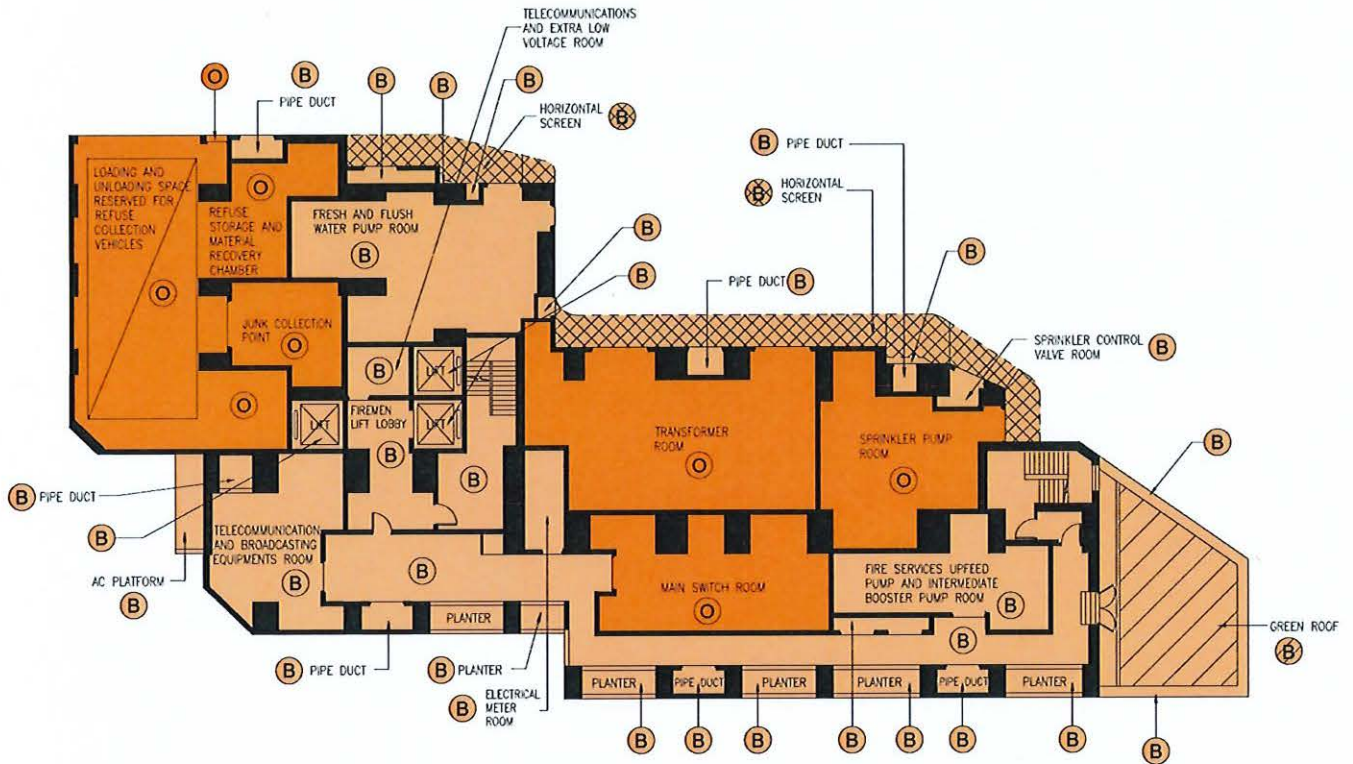 TELECOMMUNICATIONS
AND EXTRA LOW
VOLTAGE ROOM
O
B
PIPE DUCT
B
B
B
HORIZONTAL
SCREEN
B
B
PIPE DUCT
B
HORIZONTAL
SCREEN
LOADING AND
UNLOADING SPACE
RESERVED FOR
REFUSE
COLLECTION
VEHICLES
O
O
REFUSE
STORAGE AND
MATERIAL
RECOVERY
CHAMBER
FRESH AND FLUSH
WATER PUMP ROOM
B
B
B
B
PIPE DUCT
B
SPRINKLER CONTROL
VALVE ROOM
B
JUNK COLLECTION
POINT
O
O
B
LIFT
LIFT
LIFT
FIREMEN
LIFT LOBBY
B
B
TRANSFORMER
ROOM
O
SPRINKLER PUMP
ROOM
O
B
B
PIPE DUCT
B
TELECOMMUNICATION
AND BROADCASTING
EQUIPMENTS ROOM
B
B
AC PLATFORM
B
MAIN SWITCH ROOM
O
FIRE SERVICES UPFEED
PUMP AND INTERMEDIATE
BOOSTER PUMP ROOM
B
B
GREEN ROOF
B
PLANTER
B
PIPE DUCT
B
PLANTER
B
ELECTRICAL
METER
ROOM
PLANTER
PIPE DUCT
PLANTER
PLANTER
PIPE DUCT
PLANTER
B
B
B
B
B
B
B
B